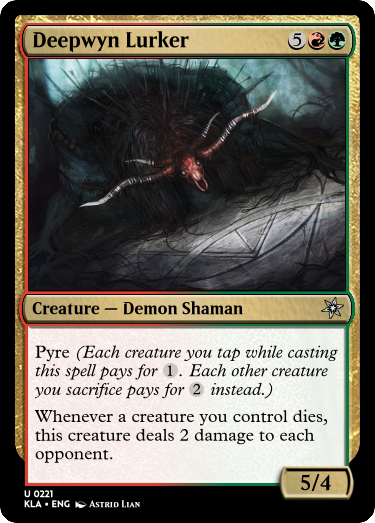 Deepwyn Lurker 5
Creature — Demon Shaman
Pyre (Each creature you tap while casting
this spell pays for 1. Each other creature
you sacrifice pays for 2 instead.)
Whenever a creature you control dies,
this creature deals 2 damage to each
opponent.
5/4
U 0221
KLA • ENG Astrid Lian